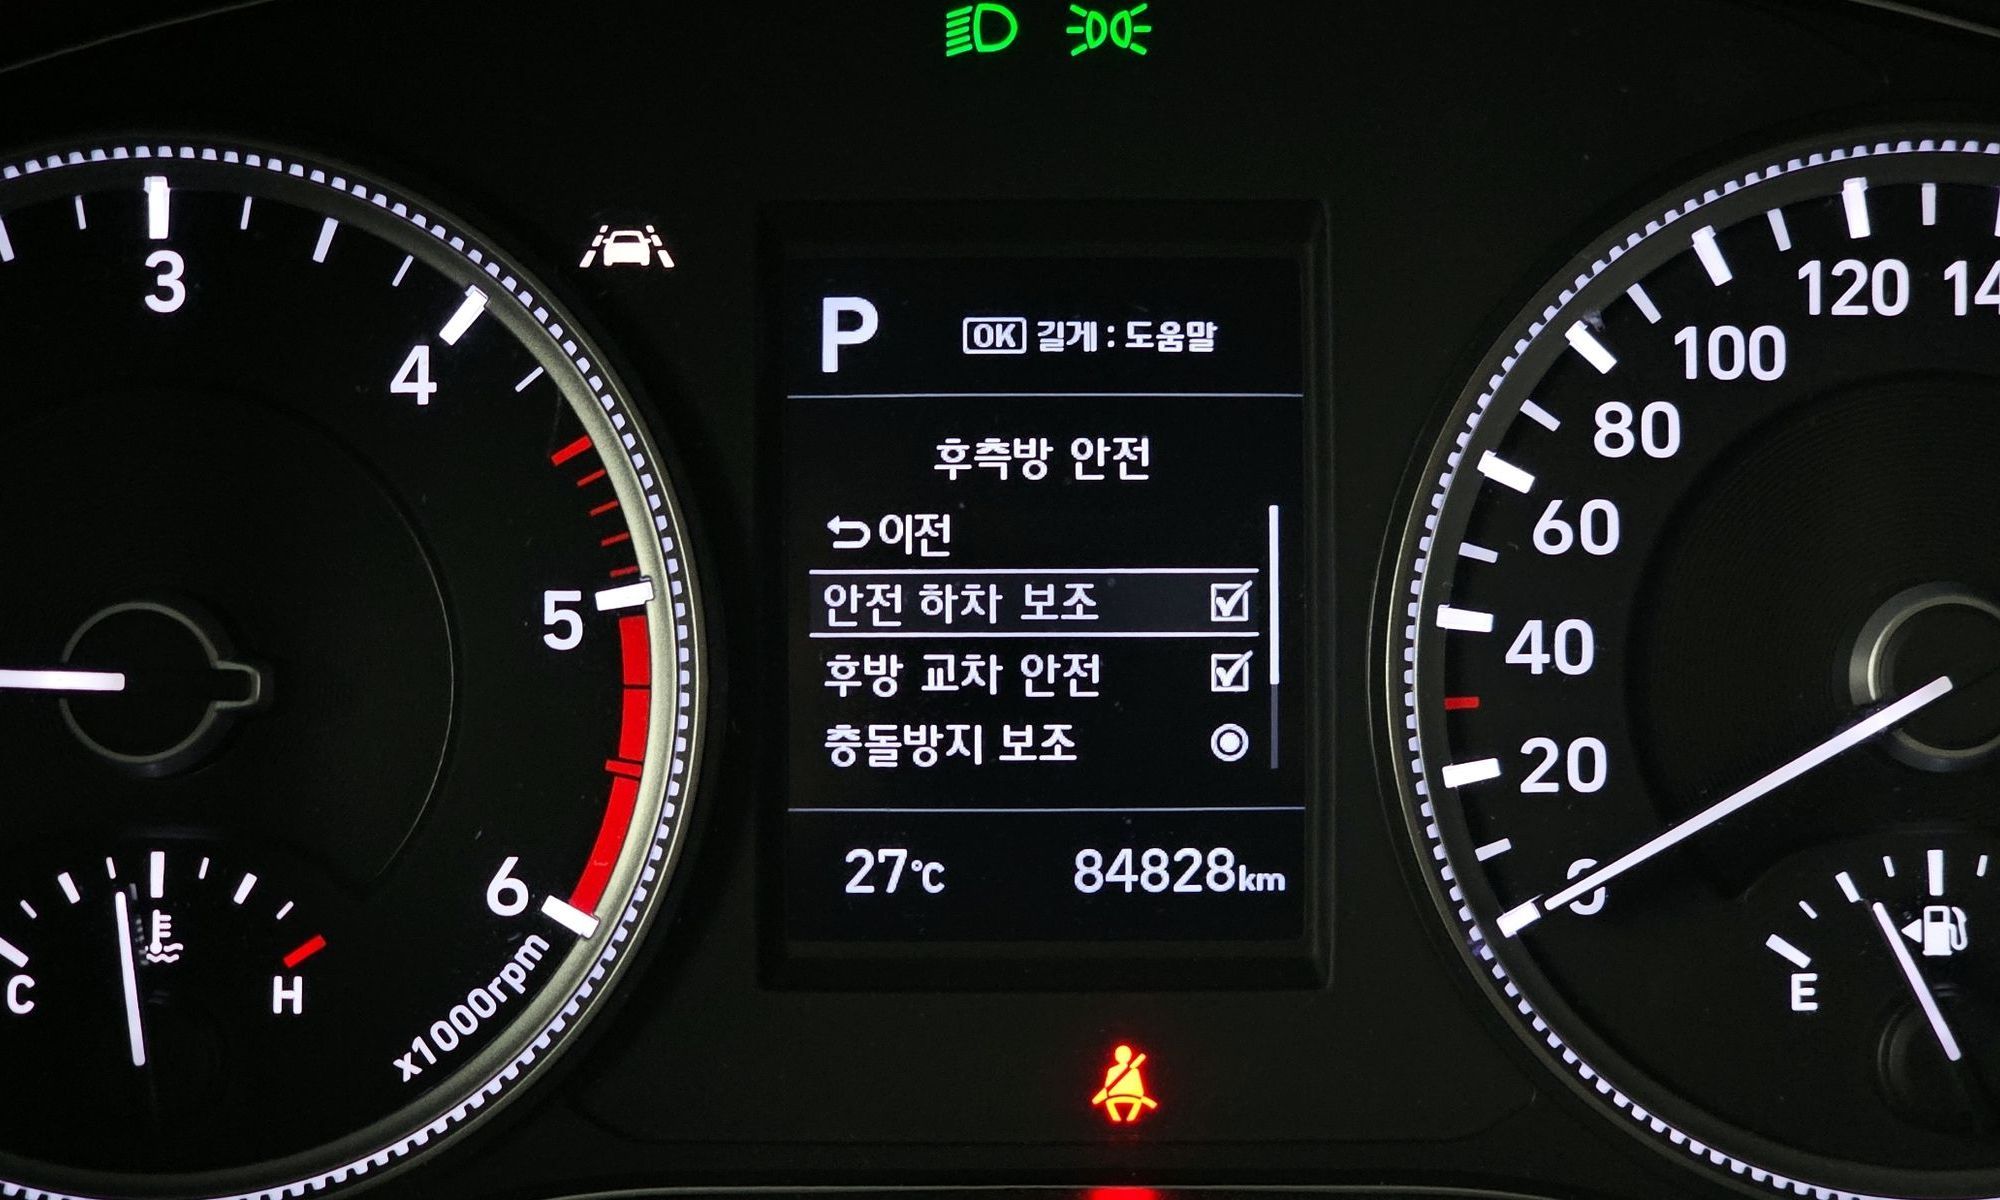 P
OK 길게 : 도움말
후측방 안전
이전
안전 하차 보조
후방 교차 안전
충돌방지 보조
27°C 84828km
3
4
5
6
x1000rpm
C H
120
100
80
60
40
20
0
E